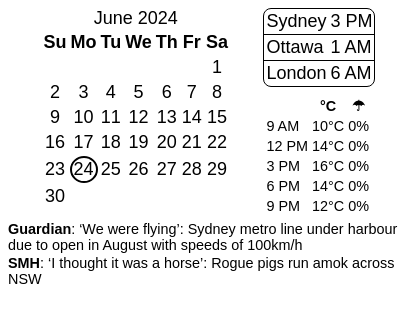 June 2024
Su Mo Tu We Th Fr Sa
1
2 3 4 5 6 7 8
9 10 11 12 13 14 15
16 17 18 19 20 21 22
23 24 25 26 27 28 29
30
Sydney 3 PM
Ottawa 1 AM
London 6 AM
°C ☂
9 AM 10°C 0%
12 PM 14°C 0%
3 PM 16°C 0%
6 PM 14°C 0%
9 PM 12°C 0%
Guardian: ‘We were flying’: Sydney metro line under harbour
due to open in August with speeds of 100km/h
SMH: ‘I thought it was a horse’: Rogue pigs run amok across
NSW